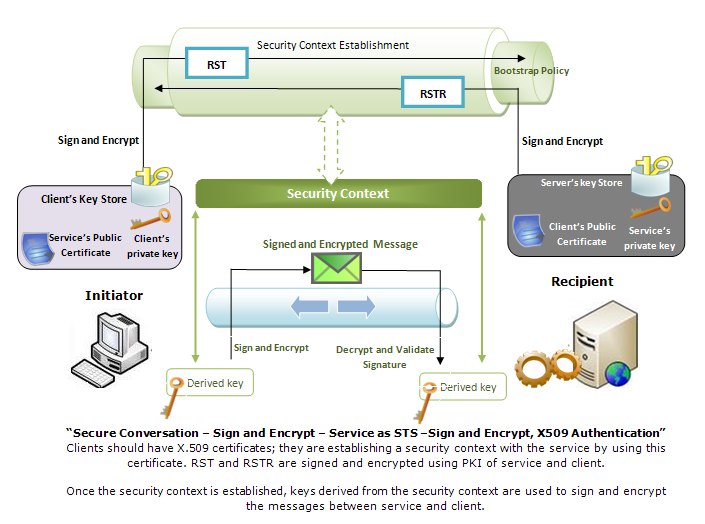 Security Context Establishment
RST
Bootstrap Policy
RSTR
Sign and Encrypt
Sign and Encrypt
Client's Key Store
Service's Public
Certificate
Client's
private key
Security Context
Server's key Store
Client's Public
Certificate
Service's
private key
Signed and Encrypted Message
Initiator
Recipient
Sign and Encrypt
Decrypt and Validate
Signature
Derived key
Derived key
“Secure Conversation – Sign and Encrypt – Service as STS –Sign and Encrypt, X509 Authentication”
Clients should have X.509 certificates; they are establishing a security context with the service by using this
certificate. RST and RSTR are signed and encrypted using PKI of service and client.
Once the security context is established, keys derived from the security context are used to sign and encrypt
the messages between service and client.